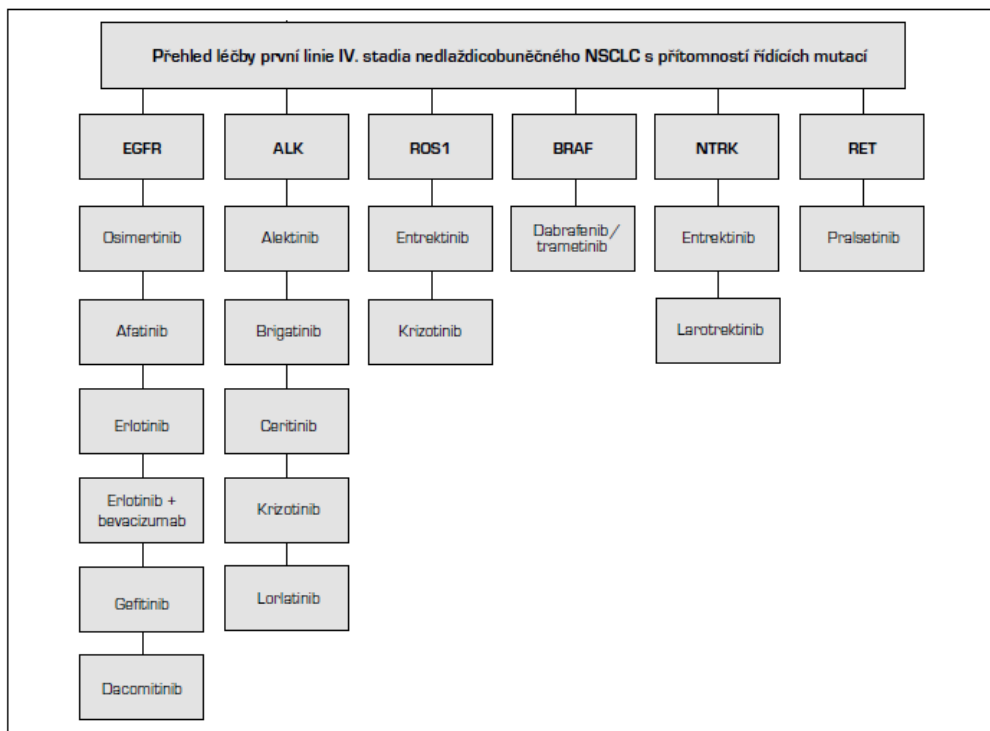 Přehled léčby první linie IV. stadia nedlaždicobuněčného NSCLC s přítomností řídících mutací
EGFR
ALK
ROS1
BRAF
NTRK
RET
Osimertinib
Alektinib
Entrektinib
Dabrafenib/
trametinib
Entrektinib
Pralsetinib
Afatinib
Brigatinib
Krizotinib
Larotrektinib
Erlotinib
Ceritinib
Erlotinib +
bevacizumab
Krizotinib
Gefitinib
Lorlatinib
Dacomitinib